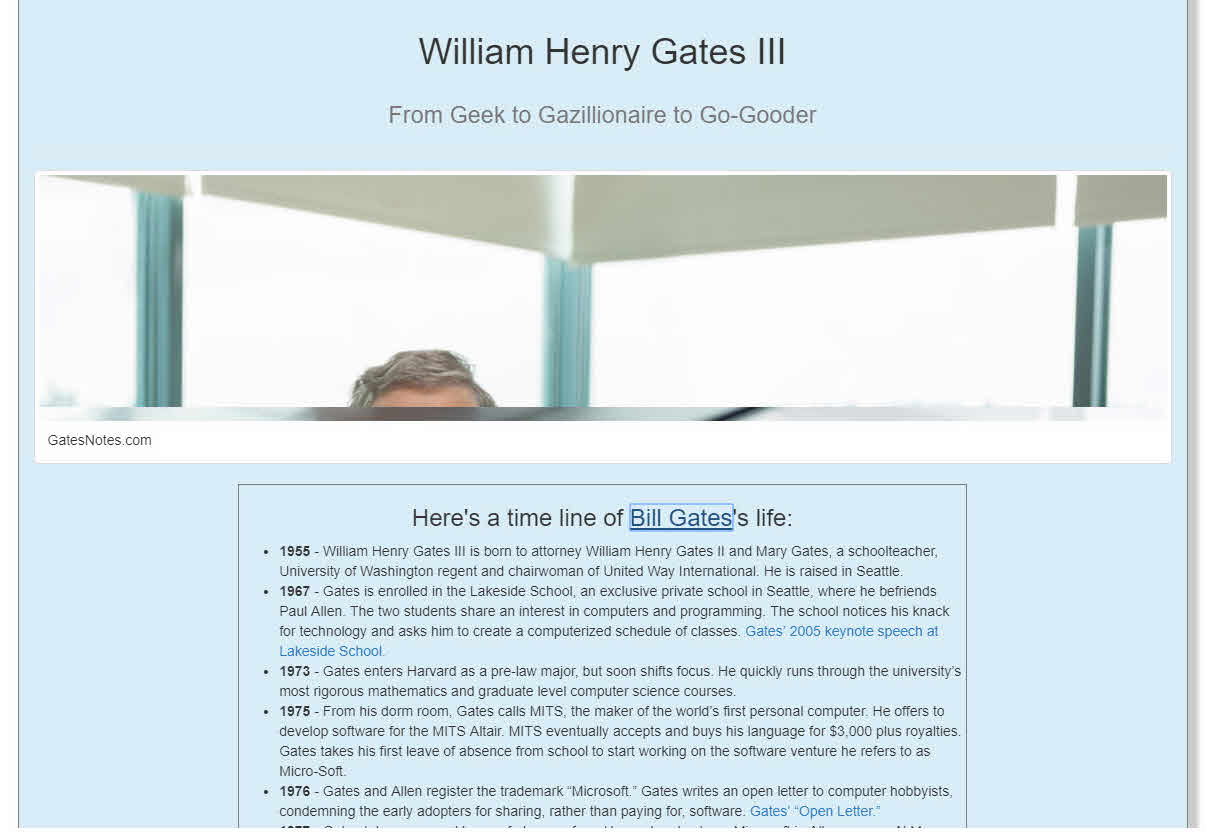 William Henry Gates III
From Geek to Gazillionaire to Go-Gooder
GatesNotes.com
Here's a time line of Bill Gates's life:
• 1955 - William Henry Gates III is born to attorney William Henry Gates II and Mary Gates, a schoolteacher,
University of Washington regent and chairwoman of United Way International. He is raised in Seattle.
• 1967 - Gates is enrolled in the Lakeside School, an exclusive private school in Seattle, where he befriends
Paul Allen. The two students share an interest in computers and programming. The school notices his knack
for technology and asks him to create a computerized schedule of classes. Gates’ 2005 keynote speech at
Lakeside School.
• 1973 - Gates enters Harvard as a pre-law major, but soon shifts focus. He quickly runs through the university’s
most rigorous mathematics and graduate level computer science courses.
• 1975 - From his dorm room, Gates calls MITS, the maker of the world’s first personal computer. He offers to
develop software for the MITS Altair. MITS eventually accepts and buys his language for $3,000 plus royalties.
Gates takes his first leave of absence from school to start working on the software venture he refers to as
Micro-Soft.
• 1976 - Gates and Allen register the trademark “Microsoft.” Gates writes an open letter to computer hobbyists,
condemning the early adopters for sharing, rather than paying for, software. Gates’ “Open Letter.”